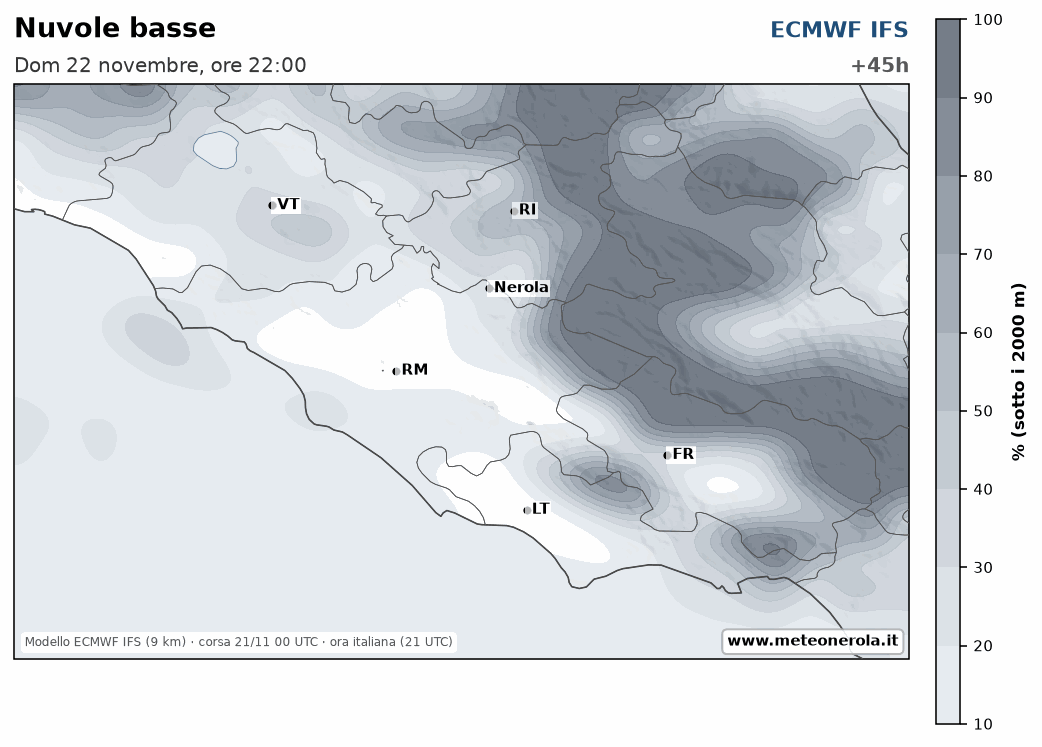 Nuvole basse
ECMWF IFS
Dom 22 novembre, ore 22:00
+45h
VT
RI
Nerola
RM
FR
LT
Modello ECMWF IFS (9 km) · corsa 21/11 00 UTC · ora italiana (21 UTC)
www.meteonerola.it
100
90
80
70
60
50
40
30
20
10
% (sotto i 2000 m)